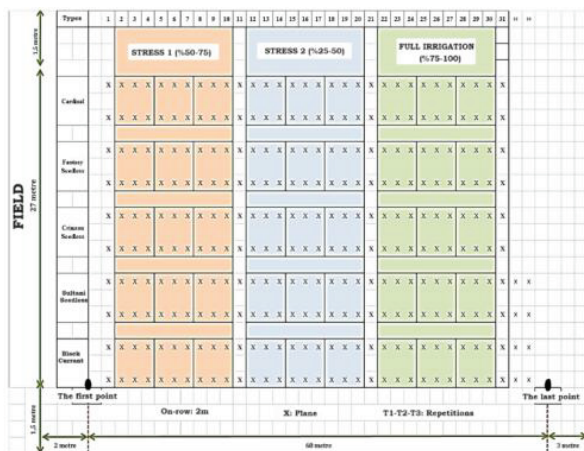 Types 1 2 3 4 5 6 7 8 9 10 11 12 13 14 15 16 17 18 19 20 21 22 23 24 25 26 27 28 29 30 31
1,5 metre
STRESS 1 (%50-75)
STRESS 2 (%25-50)
FULL IRRIGATION
(%75-100)
FIELD
27 metre
Cardinal
X X X X X X X X X X X X X X X X X X X X X X X X X X X X X X X
X X X X X X X X X X X X X X X X X X X X X X X X X X X X X X X
Seedless
X X X X X X X X X X X X X X X X X X X X X X X X X X X X X X X
X X X X X X X X X X X X X X X X X X X X X X X X X X X X X X X
Crimson
Seedless
X X X X X X X X X X X X X X X X X X X X X X X X X X X X X X X
X X X X X X X X X X X X X X X X X X X X X X X X X X X X X X X
Sultani
Seedless
X X X X X X X X X X X X X X X X X X X X X X X X X X X X X X X
X X X X X X X X X X X X X X X X X X X X X X X X X X X X X X X
Black
Current
X X X X X X X X X X X X X X X X X X X X X X X X X X X X X X X
X X X X X X X X X X X X X X X X X X X X X X X X X X X X X X X
The first point
The last point
On-row: 2m
X: Plane
T1-T2-T3: Repetitions
1,5 metre
2 metre
60 metre
3 metre